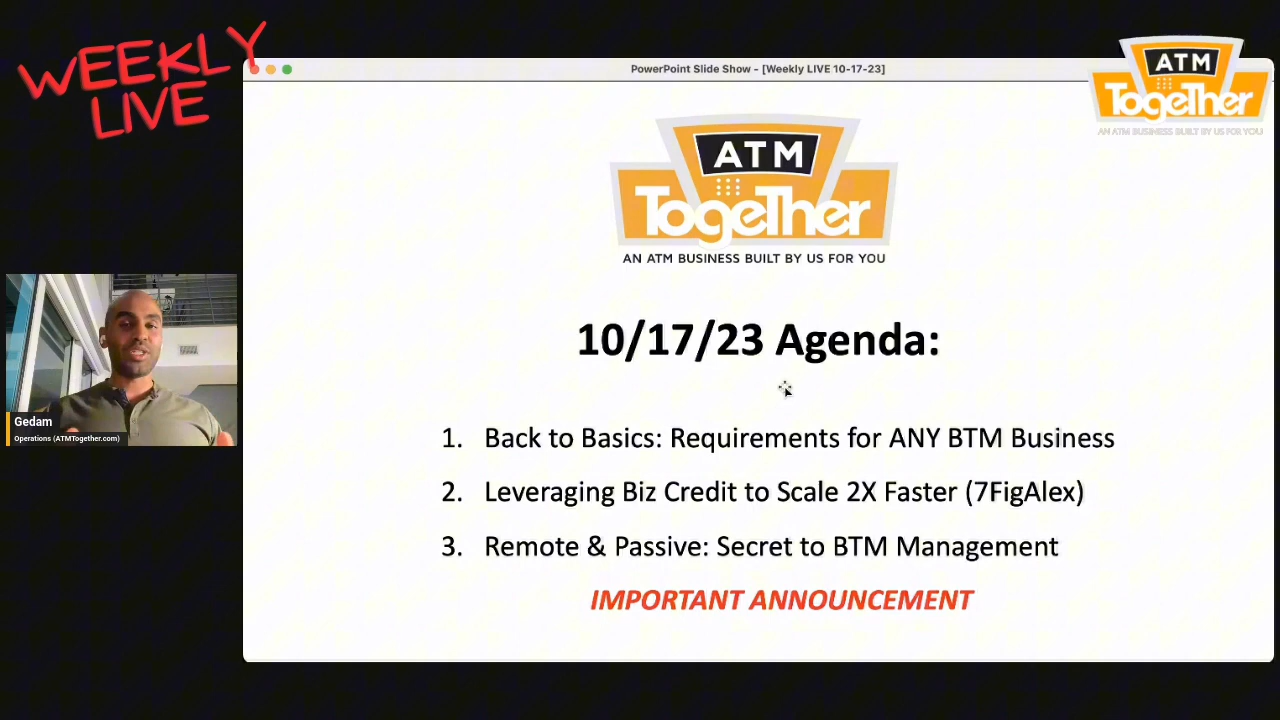 WEEKLY
LIVE
PowerPoint Slide Show - [Weekly LIVE 10-17-23]
ATM
TogeTher
AN ATM BUSINESS BUILT BY US FOR YOU
ATM
TogeTher
AN ATM BUSINESS BUILT BY US FOR YOU
10/17/23 Agenda:
1. Back to Basics: Requirements for ANY BTM Business
2. Leveraging Biz Credit to Scale 2X Faster (7FigAlex)
3. Remote & Passive: Secret to BTM Management
IMPORTANT ANNOUNCEMENT
Gedam
Operations (ATMTogether.com)